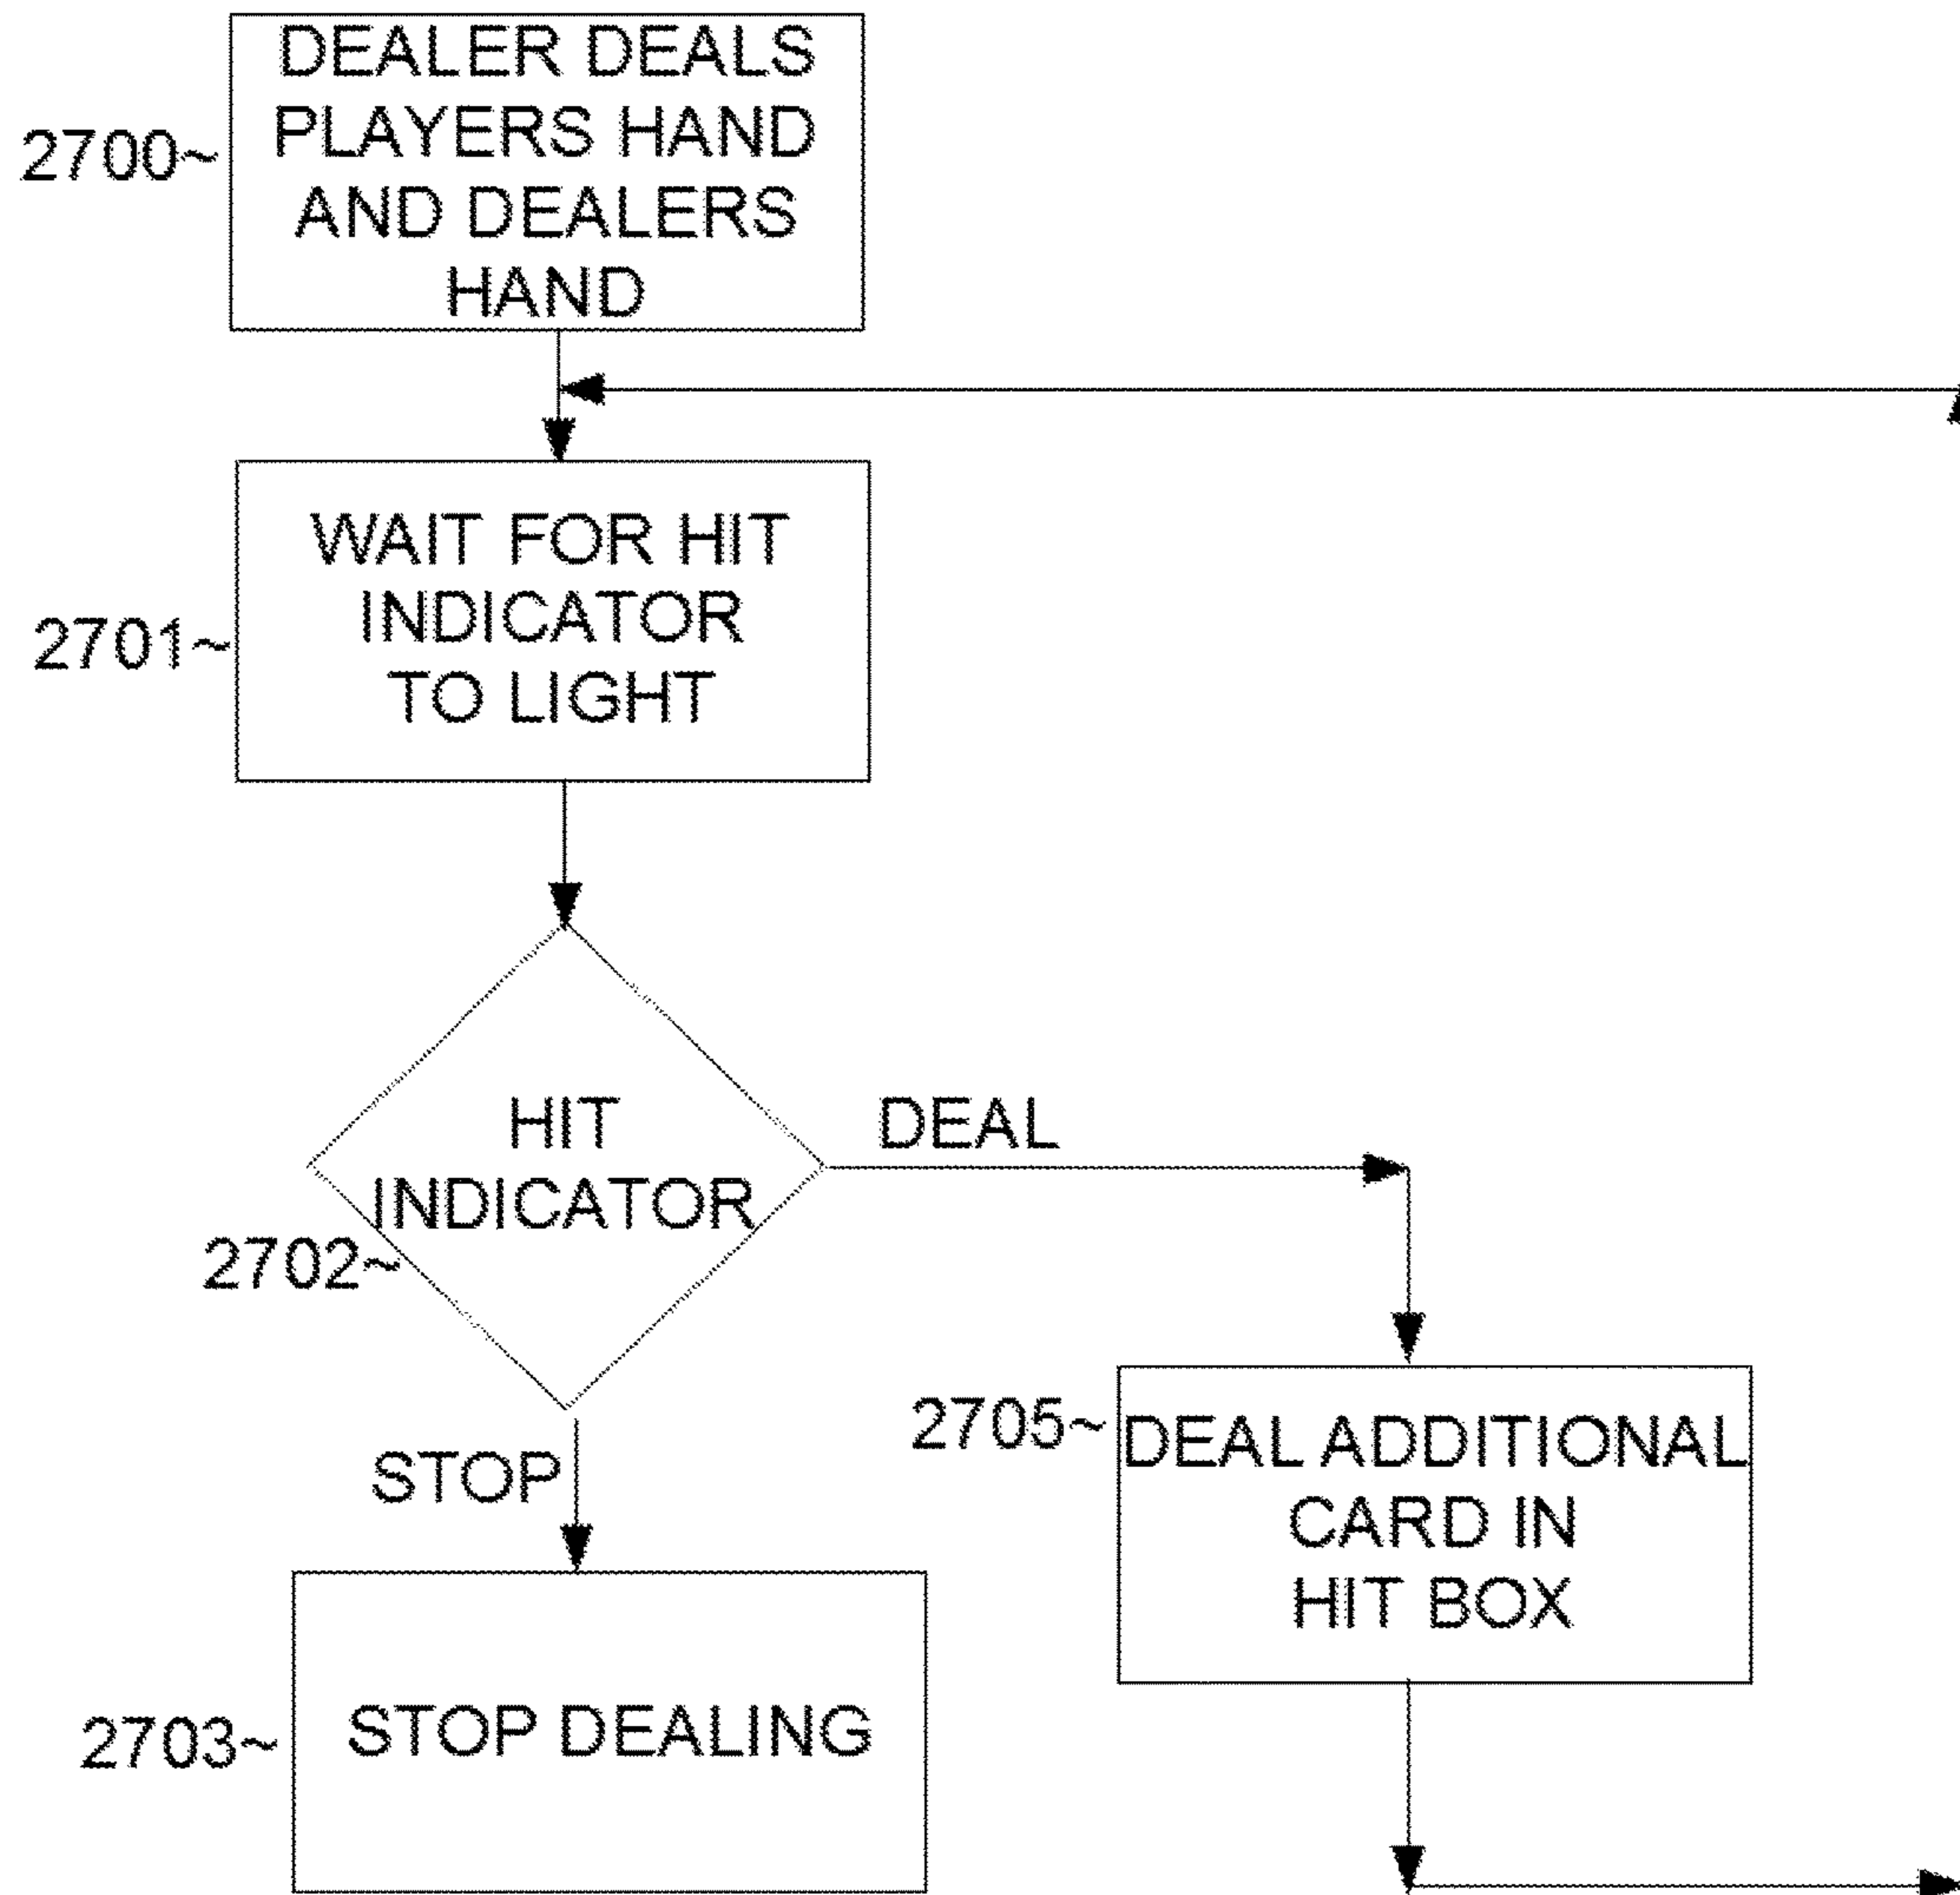 DEALER DEALS
PLAYERS HAND
AND DEALERS
HAND
2700~
WAIT FOR HIT
INDICATOR
TO LIGHT
2701~
HIT
INDICATOR
2702~
DEAL
STOP
2705~
DEAL ADDITIONAL
CARD IN
HIT BOX
2703~
STOP DEALING